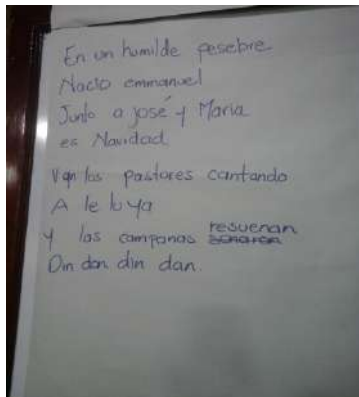 En un humilde pesebre
Nacio emmanuel
Junto a josé y Maria
es Navidad
Van los pastores cantando
A le lu ya
Y las campanas resuenan
Din don din dan.